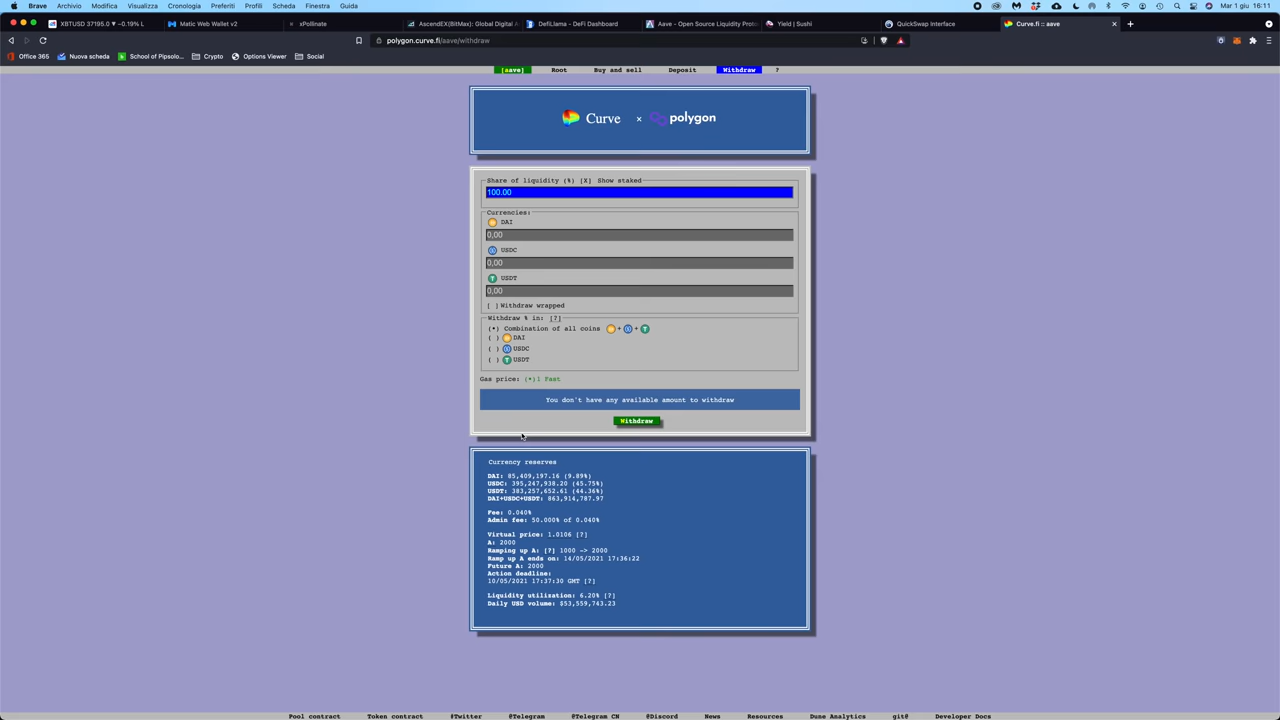 Brave Archivio Modifica Visualizza Cronologia Preferiti Profili Scheda Finestra Guida Mar 1 giu 16:11
XBTUSD 37195.0 ▾ −0.19% L Matic Web Wallet v2 xPollinate AscendEX(BitMax): Global Digital A DefiLlama - DeFi Dashboard Aave - Open Source Liquidity Prot Yield | Sushi QuickSwap Interface Curve.fi :: aave
polygon.curve.fi/aave/withdraw
Office 365 Nuova scheda School of Pipsolo... Crypto Options Viewer Social
[aave] Root Buy and sell Deposit Withdraw ?
Curve × polygon
Share of liquidity (%) [X] Show staked
100.00
Currencies:
DAI
0,00
USDC
0,00
USDT
0,00
[ ] Withdraw wrapped
Withdraw % in: [?]
(•) Combination of all coins + +
( ) DAI
( ) USDC
( ) USDT
Gas price: (•)1 Fast
You don't have any available amount to withdraw
Withdraw
Currency reserves
DAI: 85,409,197.16 (9.89%)
USDC: 395,247,938.20 (45.75%)
USDT: 383,257,652.61 (44.36%)
DAI+USDC+USDT: 863,914,787.97
Fee: 0.040%
Admin fee: 50.000% of 0.040%
Virtual price: 1.0106 [?]
A: 2000
Ramping up A: [?] 1000 -> 2000
Ramp up A ends on: 14/05/2021 17:36:22
Future A: 2000
Action deadline:
10/05/2021 17:37:30 GMT [?]
Liquidity utilization: 6.20% [?]
Daily USD volume: $53,559,743.23
Pool contract Token contract @Twitter @Telegram @Telegram CN @Discord News Resources Dune Analytics git@ Developer Docs